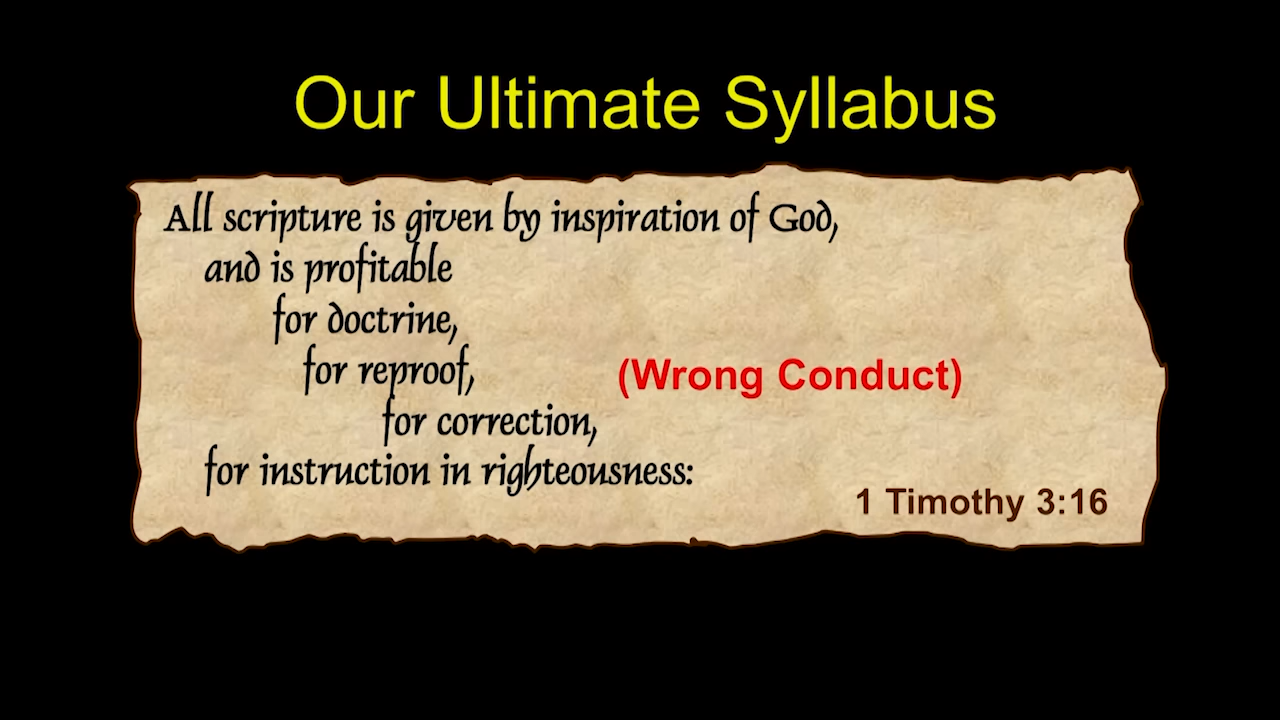 Our Ultimate Syllabus
All scripture is given by inspiration of God,
and is profitable
for doctrine,
for reproof,
(Wrong Conduct)
for correction,
for instruction in righteousness:
1 Timothy 3:16